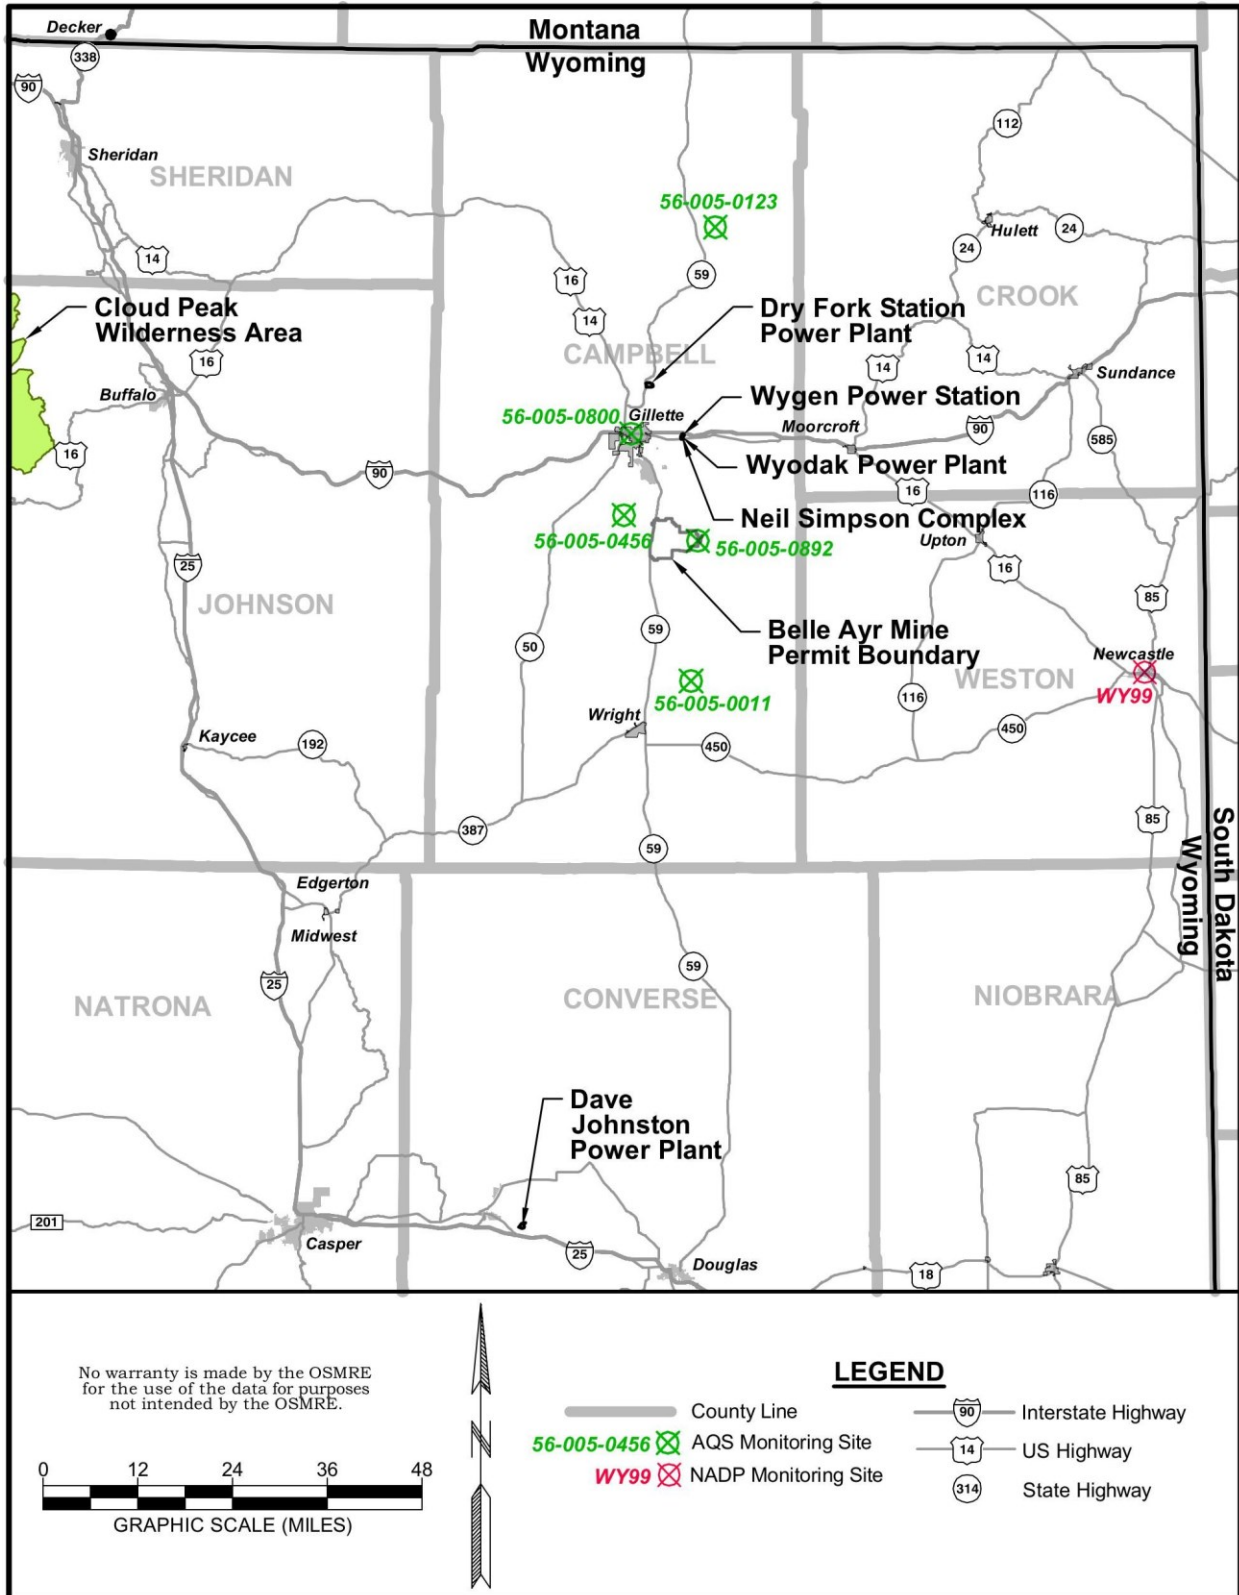 Decker
Montana
Wyoming
338
90
112
Sheridan
SHERIDAN
56-005-0123
Hulett
24
24
14
59
16
CROOK
Cloud Peak
Wilderness Area
Dry Fork Station
Power Plant
14
CAMPBELL
16
14
14
Sundance
Buffalo
Wygen Power Station
56-005-0800
Gillette
Moorcroft
90
585
16
Wyodak Power Plant
90
16
116
Neil Simpson Complex
56-005-0456
56-005-0892
Upton
25
16
85
JOHNSON
59
Belle Ayr Mine
Permit Boundary
50
Newcastle
WESTON
WY99
56-005-0011
116
Wright
450
Kaycee
192
450
387
85
59
South Dakota
Wyoming
Edgerton
Midwest
59
25
NATRONA
CONVERSE
NIOBRARA
Dave
Johnston
Power Plant
85
201
Casper
25
Douglas
18
No warranty is made by the OSMRE
for the use of the data for purposes
not intended by the OSMRE.
0 12 24 36 48
GRAPHIC SCALE (MILES)
N
LEGEND
County Line
56-005-0456 AQS Monitoring Site
WY99 NADP Monitoring Site
90 Interstate Highway
14 US Highway
314 State Highway